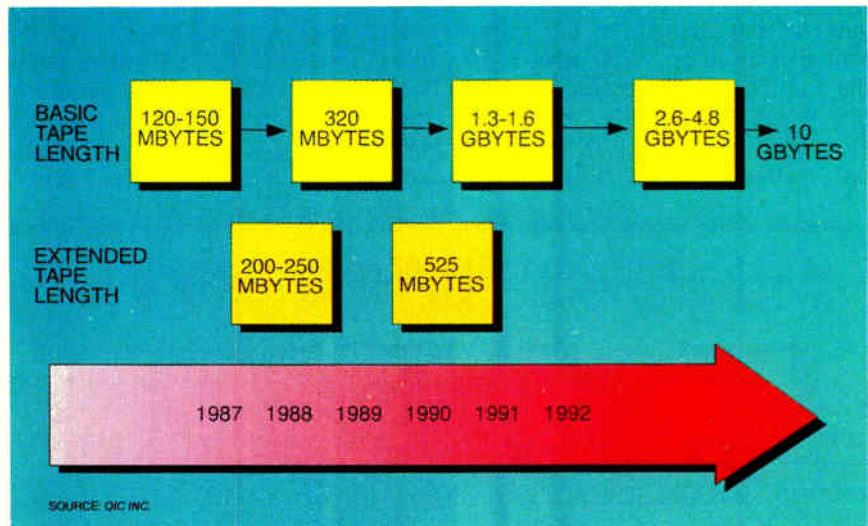 BASIC
TAPE
LENGTH
120-150
MBYTES
320
MBYTES
1.3-1.6
GBYTES
2.6-4.8
GBYTES
10
GBYTES
EXTENDED
TAPE
LENGTH
200-250
MBYTES
525
MBYTES
1987 1988 1989 1990 1991 1992
SOURCE: QIC INC.